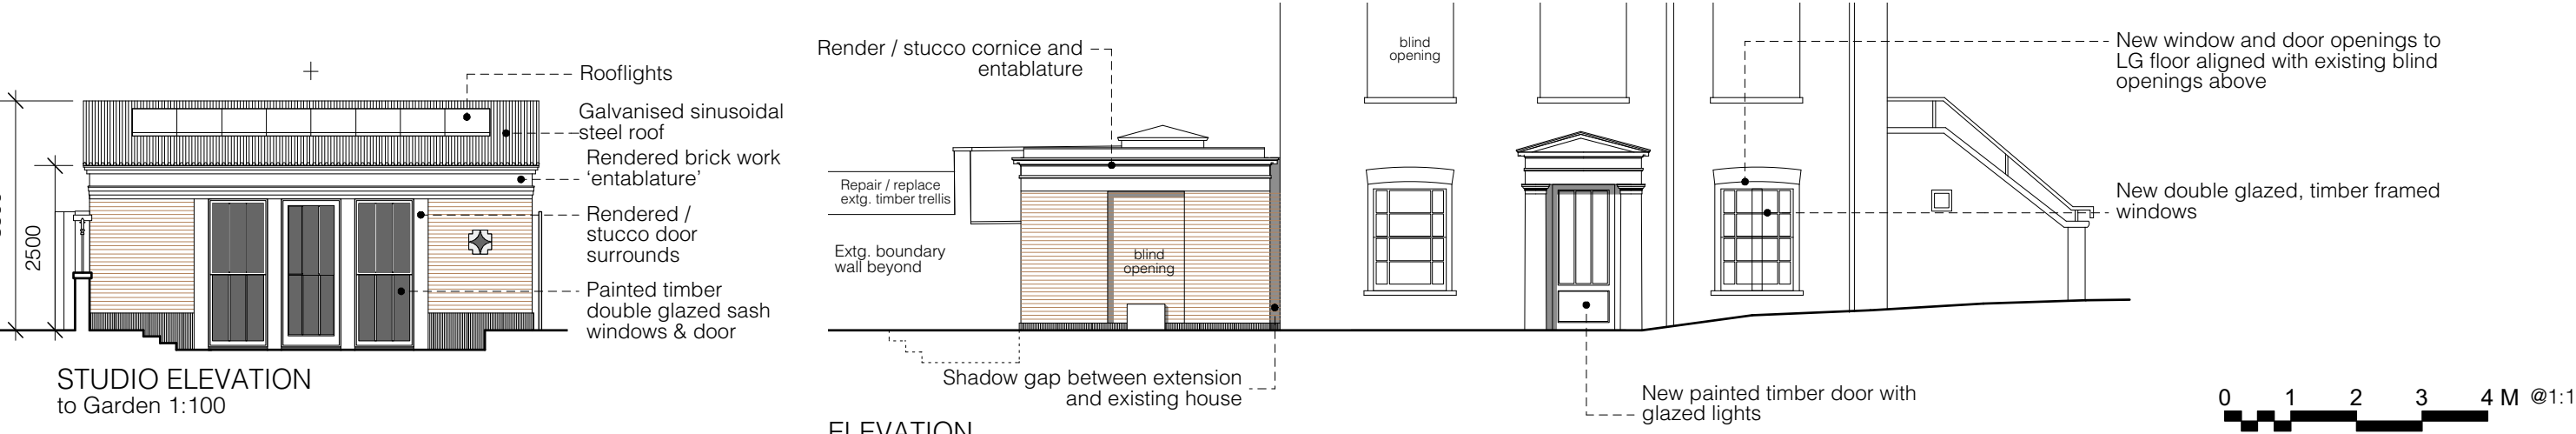 Rooflights
Galvanised sinusoidal
steel roof
Rendered brick work
‘entablature’
Rendered /
stucco door
surrounds
Painted timber
double glazed sash
windows & door
2500
STUDIO ELEVATION
to Garden 1:100
Render / stucco cornice and
entablature
Repair / replace
extg. timber trellis
Extg. boundary
wall beyond
blind
opening
Shadow gap between extension
and existing house
ELEVATION
blind
opening
New painted timber door with
glazed lights
New window and door openings to
LG floor aligned with existing blind
openings above
New double glazed, timber framed
windows
0 1 2 3 4 M @1:1